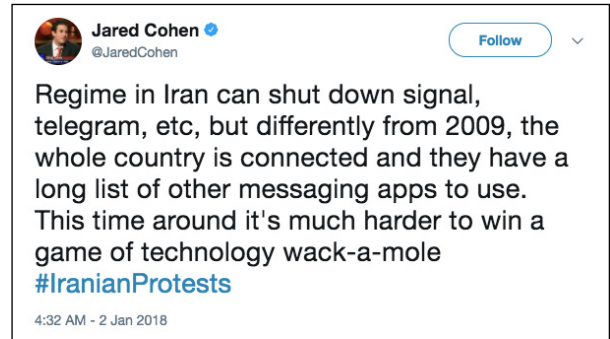 Jared Cohen
@JaredCohen
Follow
Regime in Iran can shut down signal,
telegram, etc, but differently from 2009, the
whole country is connected and they have a
long list of other messaging apps to use.
This time around it's much harder to win a
game of technology wack-a-mole
#IranianProtests
4:32 AM - 2 Jan 2018